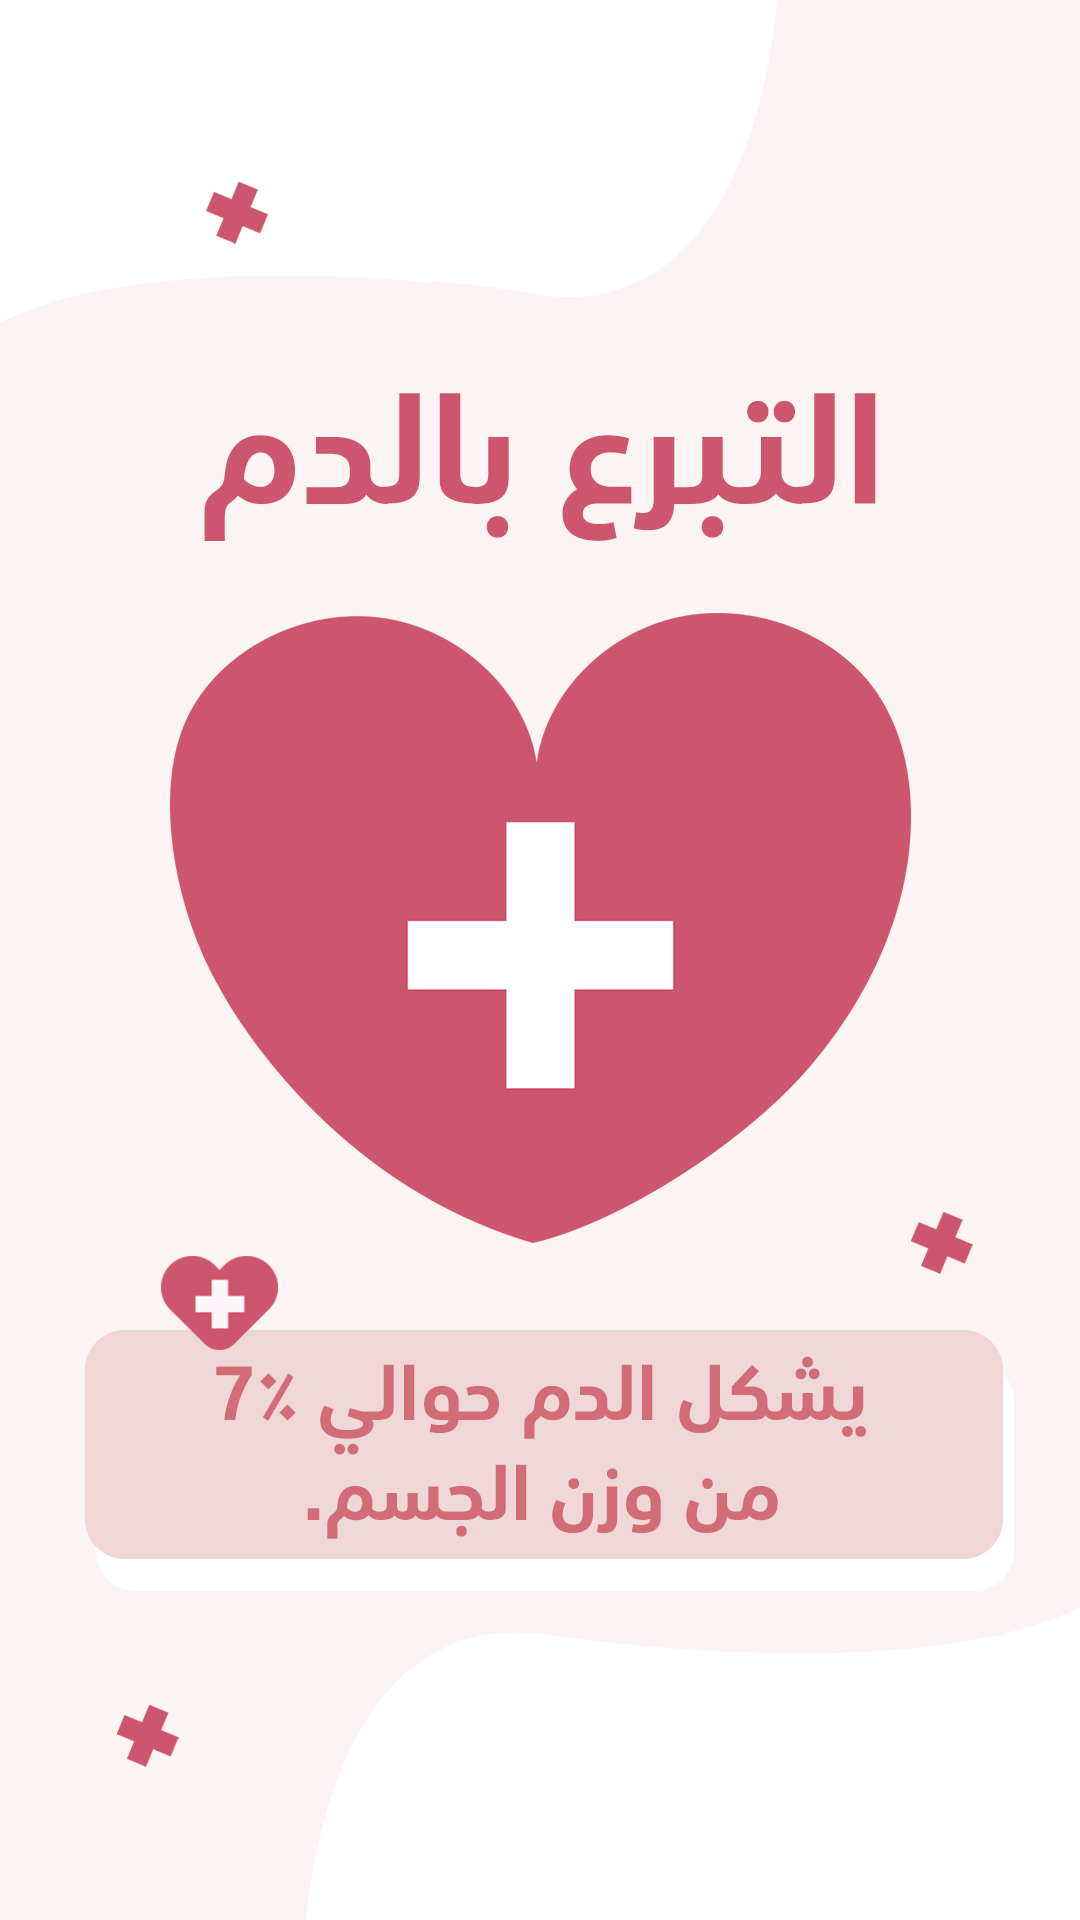 التبرع بالدم
يشكل الدم حوالي 7٪
من وزن الجسم.